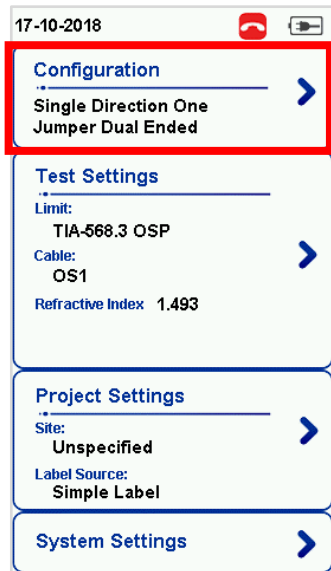 17-10-2018
Configuration
Single Direction One
Jumper Dual Ended
Test Settings
Limit:
TIA-568.3 OSP
Cable:
OS1
Refractive Index 1.493
Project Settings
Site:
Unspecified
Label Source:
Simple Label
System Settings